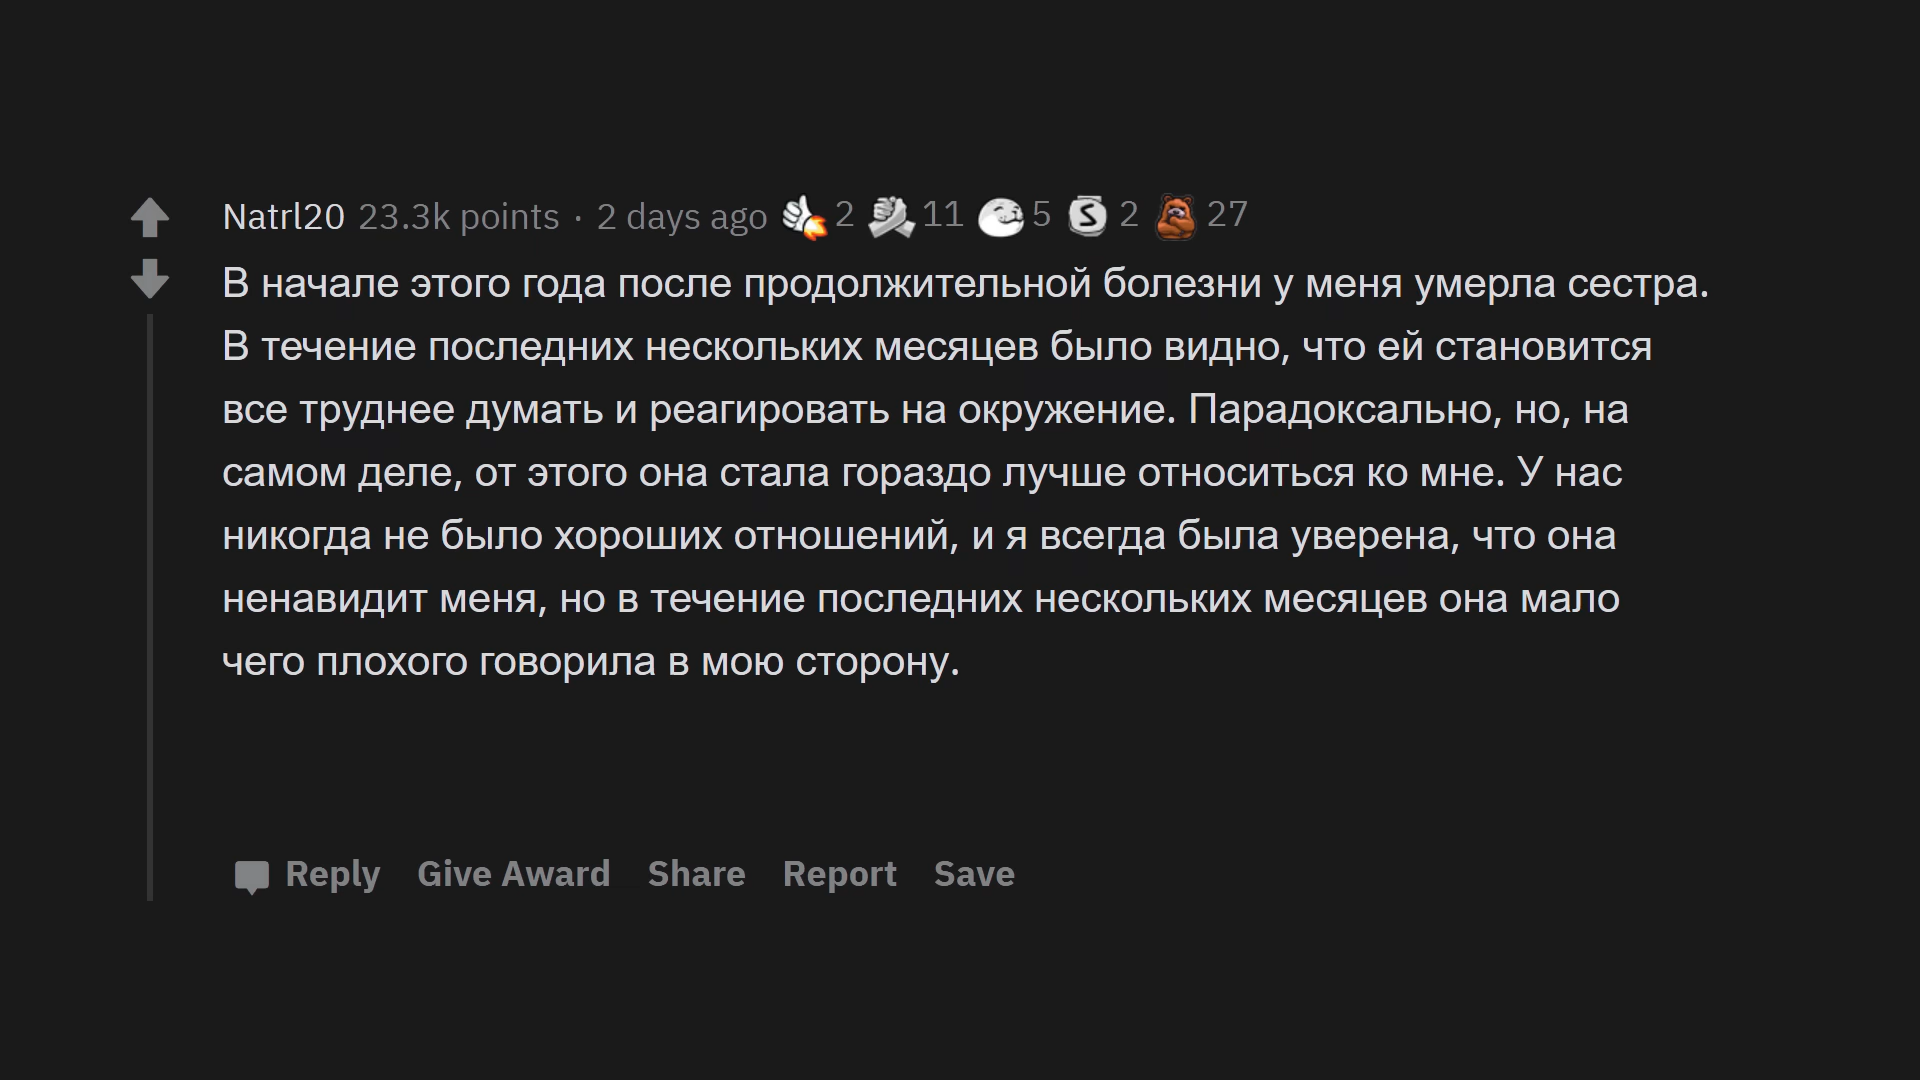 Natrl20 23.3k points · 2 days ago 2 11 5 S 2 27
В начале этого года после продолжительной болезни у меня умерла сестра.
В течение последних нескольких месяцев было видно, что ей становится
все труднее думать и реагировать на окружение. Парадоксально, но, на
самом деле, от этого она стала гораздо лучше относиться ко мне. У нас
никогда не было хороших отношений, и я всегда была уверена, что она
ненавидит меня, но в течение последних нескольких месяцев она мало
чего плохого говорила в мою сторону.
Reply Give Award Share Report Save